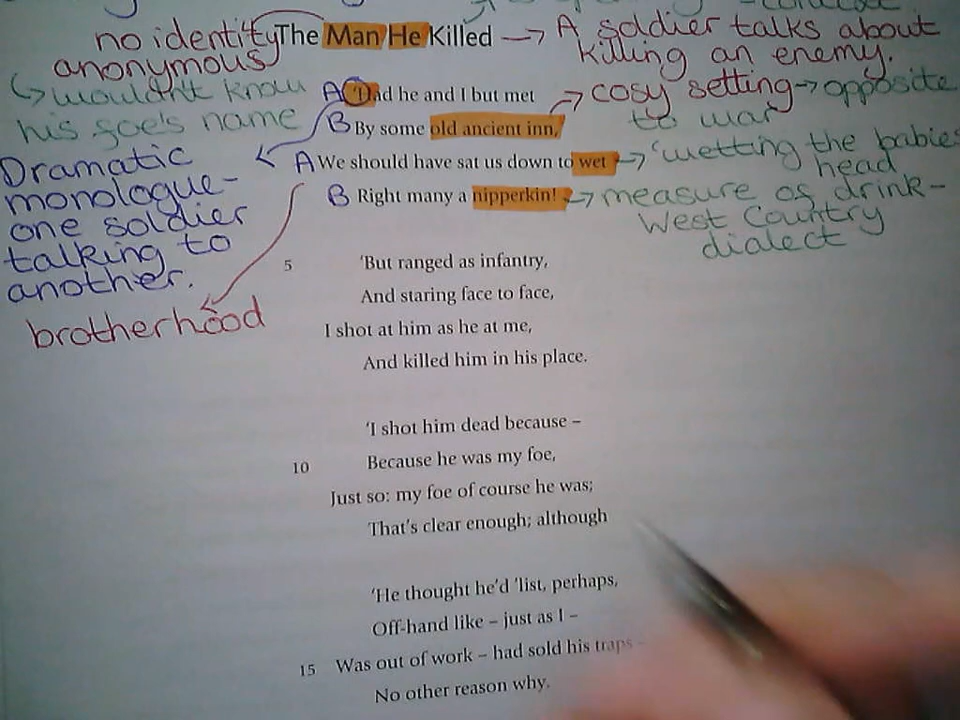 no identity The Man He Killed → A soldier talks about
anonymous killing an enemy.
wouldn't know
his foe's name
A 'Had he and I but met
cosy setting → opposite
to war
B By some old ancient inn,
A We should have sat us down to wet
'wetting the babies
head
B Right many a nipperkin!
measure of drink-
West Country
dialect
Dramatic
monologue-
one soldier
talking to
another.
brotherhood
5 'But ranged as infantry,
And staring face to face,
I shot at him as he at me,
And killed him in his place.
'I shot him dead because –
10 Because he was my foe,
Just so: my foe of course he was;
That's clear enough; although
'He thought he'd 'list, perhaps,
Off-hand like – just as I –
15 Was out of work – had sold his traps –
No other reason why.